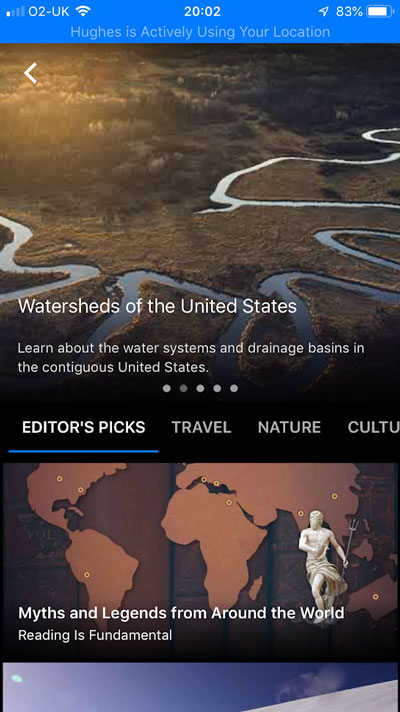 O2-UK 20:02 83%
Hughes is Actively Using Your Location
Watersheds of the United States
Learn about the water systems and drainage basins in
the contiguous United States.
EDITOR'S PICKS TRAVEL NATURE CULTU
Myths and Legends from Around the World
Reading Is Fundamental